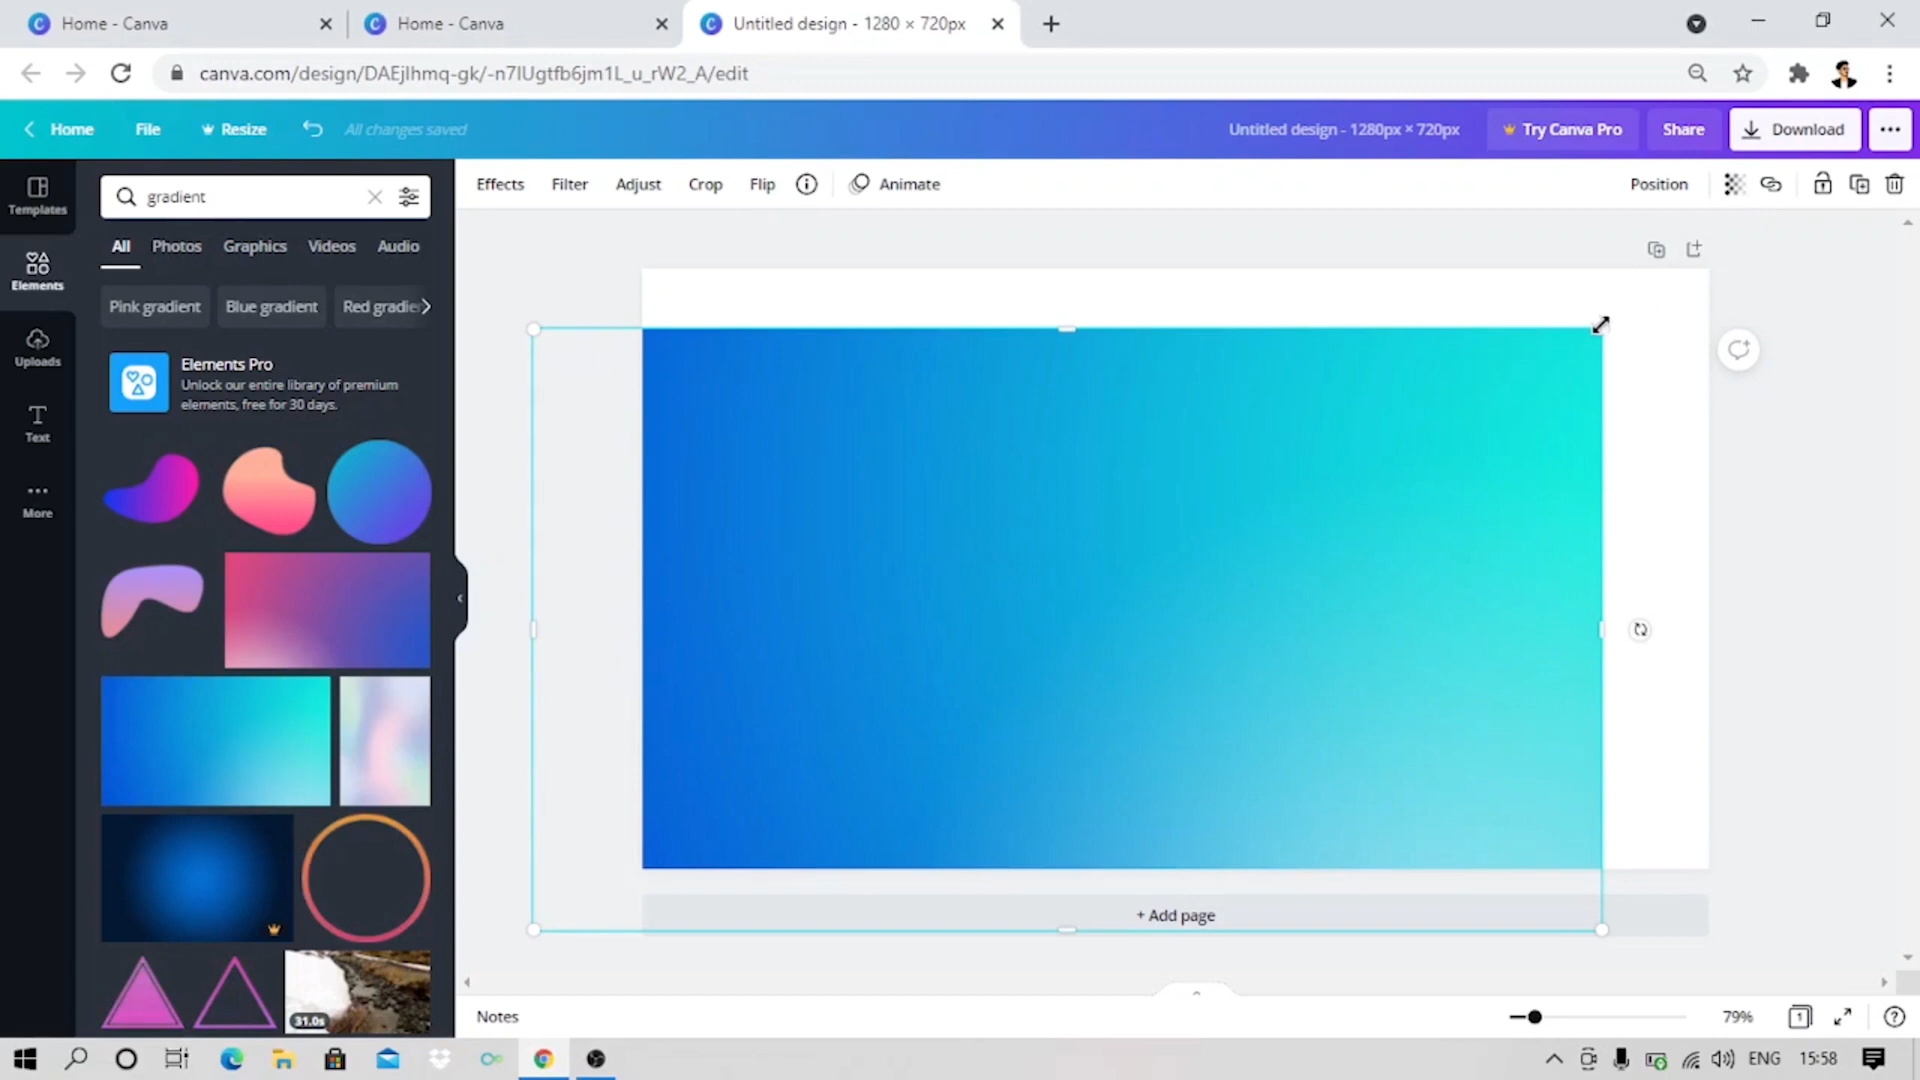 Home - Canva
Home - Canva
Untitled design - 1280 × 720px
canva.com/design/DAEjIhmq-gk/-n7IUgtfb6jm1L_u_rW2_A/edit
Home
File
Resize
All changes saved
Untitled design - 1280px × 720px
Try Canva Pro
Share
Download
Templates
Elements
Uploads
Text
More
gradient
All
Photos
Graphics
Videos
Audio
Pink gradient
Blue gradient
Red gradie
Elements Pro
Unlock our entire library of premium
elements, free for 30 days.
31.0s
Effects
Filter
Adjust
Crop
Flip
Animate
Position
+ Add page
Notes
79%
1
ENG
15:58